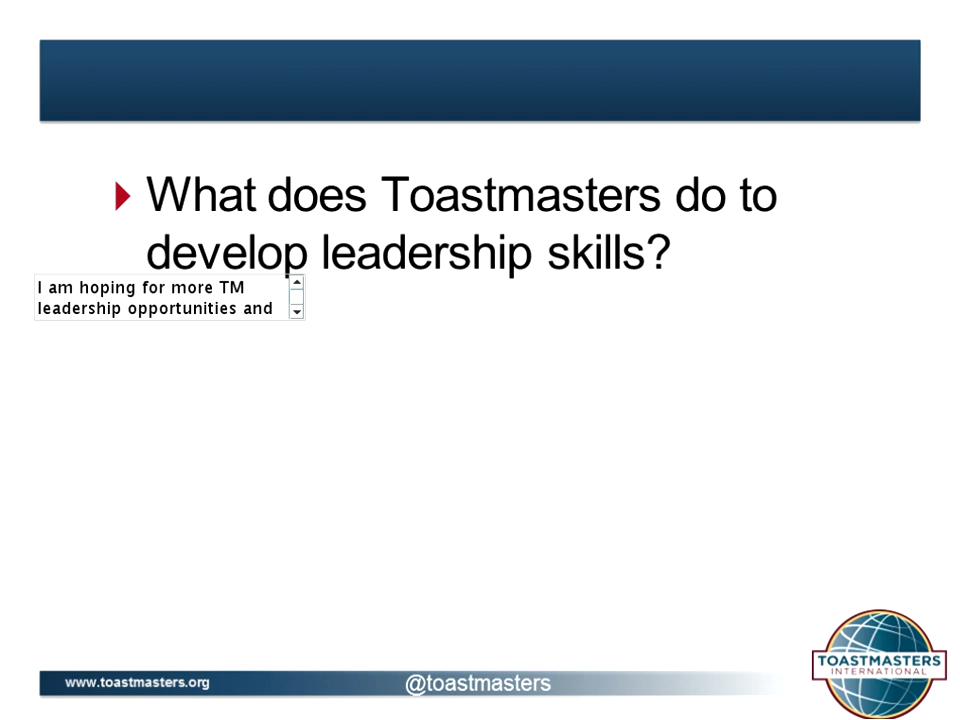 What does Toastmasters do to
develop leadership skills?
I am hoping for more TM
leadership opportunities and
www.toastmasters.org
@toastmasters
TOASTMASTERS
INTERNATIONAL